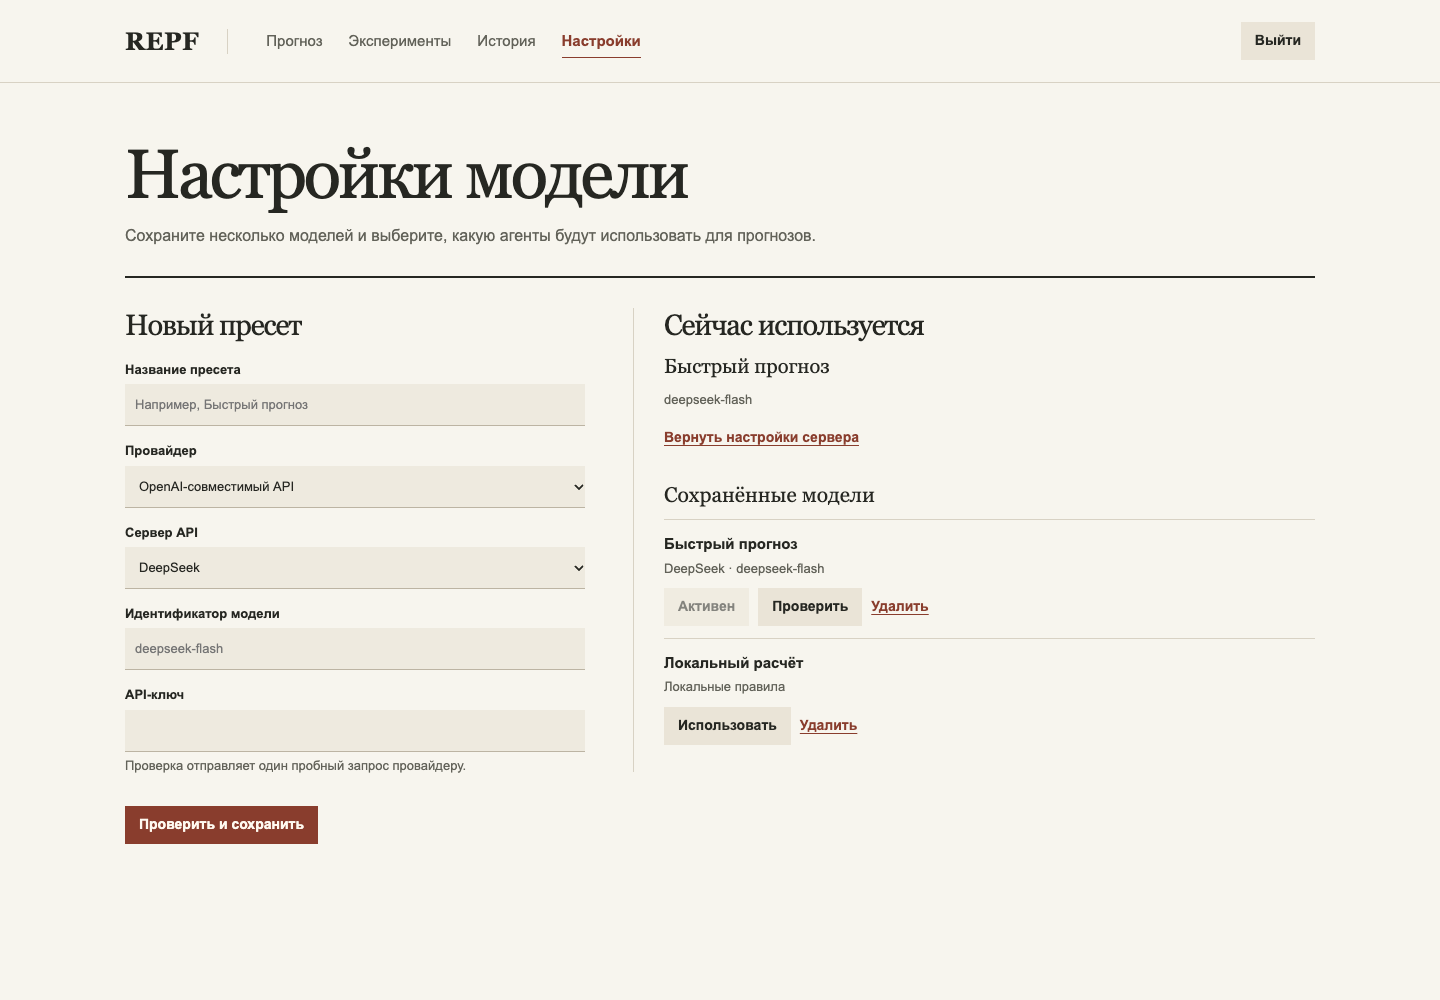 REPF
Прогноз
Эксперименты
История
Настройки
Выйти
Настройки модели
Сохраните несколько моделей и выберите, какую агенты будут использовать для прогнозов.
Новый пресет
Название пресета
Например, Быстрый прогноз
Провайдер
OpenAI-совместимый API
Сервер API
DeepSeek
Идентификатор модели
deepseek-flash
API-ключ
Проверка отправляет один пробный запрос провайдеру.
Проверить и сохранить
Сейчас используется
Быстрый прогноз
deepseek-flash
Вернуть настройки сервера
Сохранённые модели
Быстрый прогноз
DeepSeek · deepseek-flash
Активен
Проверить
Удалить
Локальный расчёт
Локальные правила
Использовать
Удалить